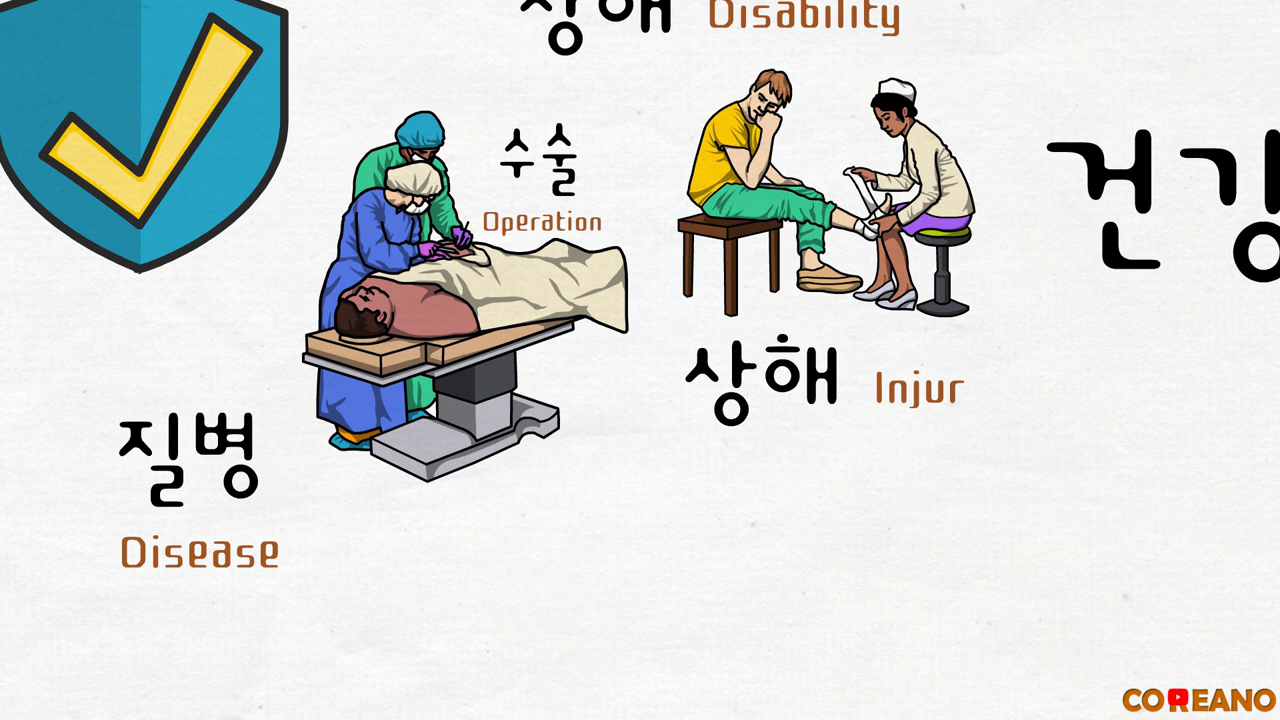 Disability
수술
Operation
상해 Injur
질병
Disease
COREANO